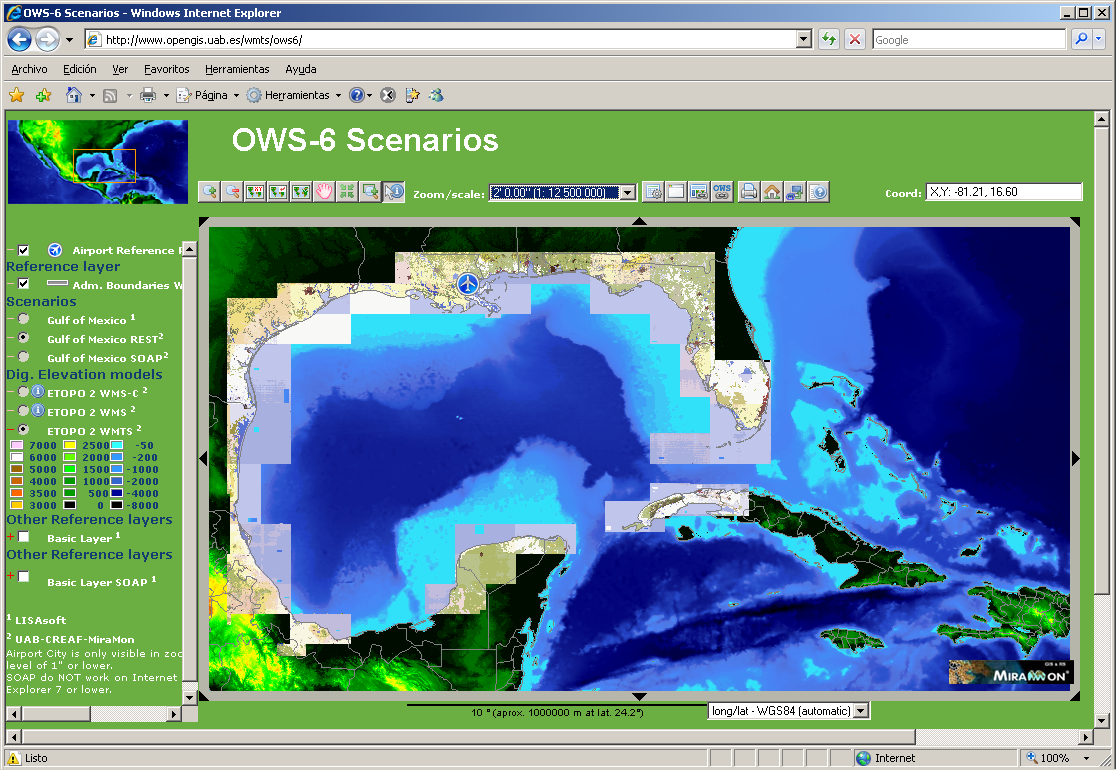 OWS-6 Scenarios - Windows Internet Explorer
http://www.opengis.uab.es/wmts/ows6/
Google
Archivo Edición Ver Favoritos Herramientas Ayuda
Página Herramientas
OWS-6 Scenarios
Zoom/scale: 2' 0.00" (1: 12 500 000)
OWS
Coord: X,Y: -81.21, 16.60
Airport Reference
Reference layer
Adm. Boundaries W
Scenarios
Gulf of Mexico 1
Gulf of Mexico REST2
Gulf of Mexico SOAP2
Dig. Elevation models
ETOPO 2 WMS-C 2
ETOPO 2 WMS 2
ETOPO 2 WMTS 2
7000 2500 -50
6000 2000 -200
5000 1500 -1000
4000 1000 -2000
3500 500 -4000
3000 0 -8000
Other Reference layers
Basic Layer 1
Other Reference layers
Basic Layer SOAP 1
1 LISAsoft
2 UAB-CREAF-MiraMon
Airport City is only visible in zoo
level of 1" or lower.
SOAP do NOT work on Internet
Explorer 7 or lower.
GIS & RS
MIRAMON
10 ° (aprox. 1000000 m at lat. 24.2°)
long/lat - WGS84 (automatic)
Listo
Internet
100%